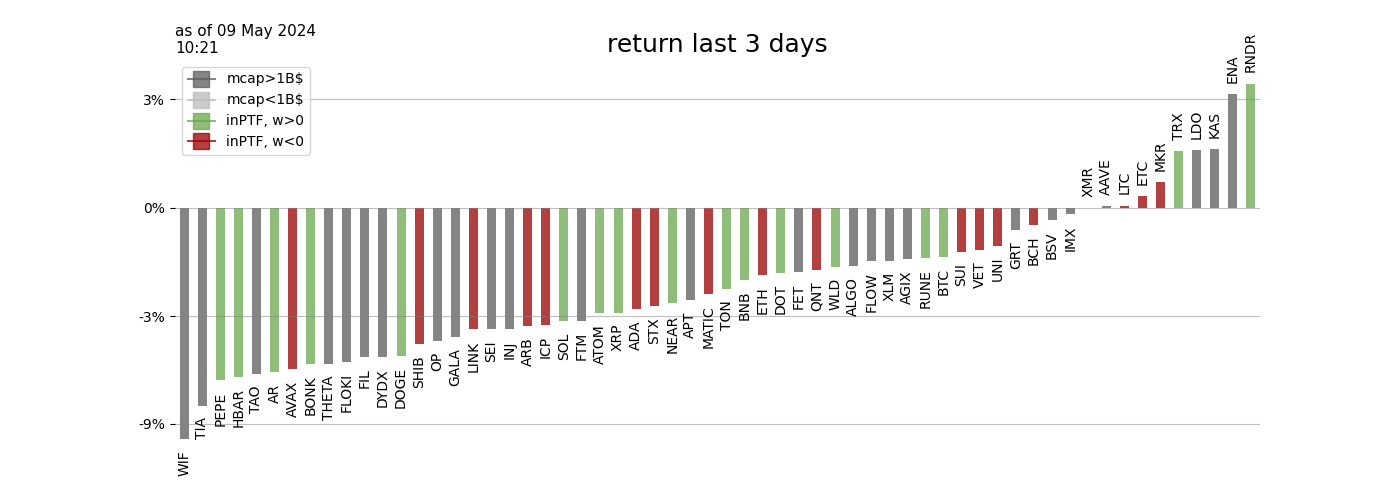 as of 09 May 2024
10:21
return last 3 days
mcap>1B$
mcap<1B$
inPTF, w>0
inPTF, w<0
3%
0%
-3%
-9%
WIF
TIA
PEPE
HBAR
TAO
AR
AVAX
BONK
THETA
FLOKI
FIL
DYDX
DOGE
SHIB
OP
GALA
LINK
SEI
INJ
ARB
ICP
SOL
FTM
ATOM
XRP
ADA
STX
NEAR
APT
MATIC
TON
BNB
ETH
DOT
FET
QNT
WLD
ALGO
FLOW
XLM
AGIX
RUNE
BTC
SUI
VET
UNI
GRT
BCH
BSV
IMX
XMR
AAVE
LTC
ETC
MKR
TRX
LDO
KAS
ENA
RNDR